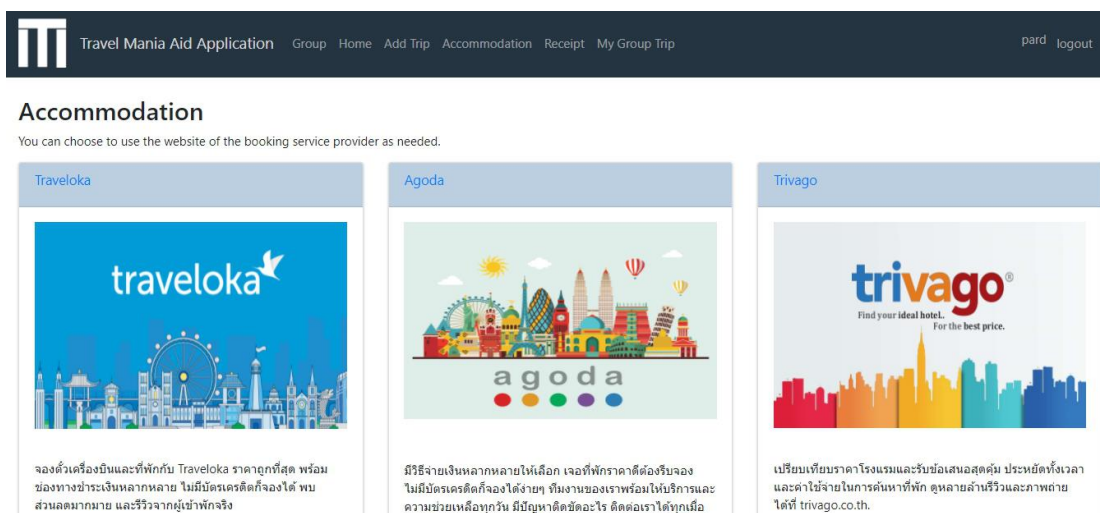 Travel Mania Aid Application Group Home Add Trip Accommodation Receipt My Group Trip pard logout
Accommodation
You can choose to use the website of the booking service provider as needed.
Traveloka
traveloka
จองตั๋วเครื่องบินและที่พักกับ Traveloka ราคาถูกที่สุด พร้อม
ช่องทางชำระเงินหลากหลาย ไม่มีบัตรเครดิตก็จองได้ พบ
ส่วนลดมากมาย และรีวิวจากผู้เข้าพักจริง
Agoda
agoda
มีวิธีจ่ายเงินหลากหลายให้เลือก เจอที่พักราคาดีต้องรีบจอง
ไม่มีบัตรเครดิตก็จองได้ง่ายๆ ทีมงานของเราพร้อมให้บริการและ
ความช่วยเหลือทุกวัน มีปัญหาติดขัดอะไร ติดต่อเราได้ทุกเมื่อ
Trivago
trivago®
Find your ideal hotel.
For the best price.
เปรียบเทียบราคาโรงแรมและรับข้อเสนอสุดคุ้ม ประหยัดทั้งเวลา
และค่าใช้จ่ายในการค้นหาที่พัก ดูหลายล้านรีวิวและภาพถ่าย
ได้ที่ trivago.co.th.